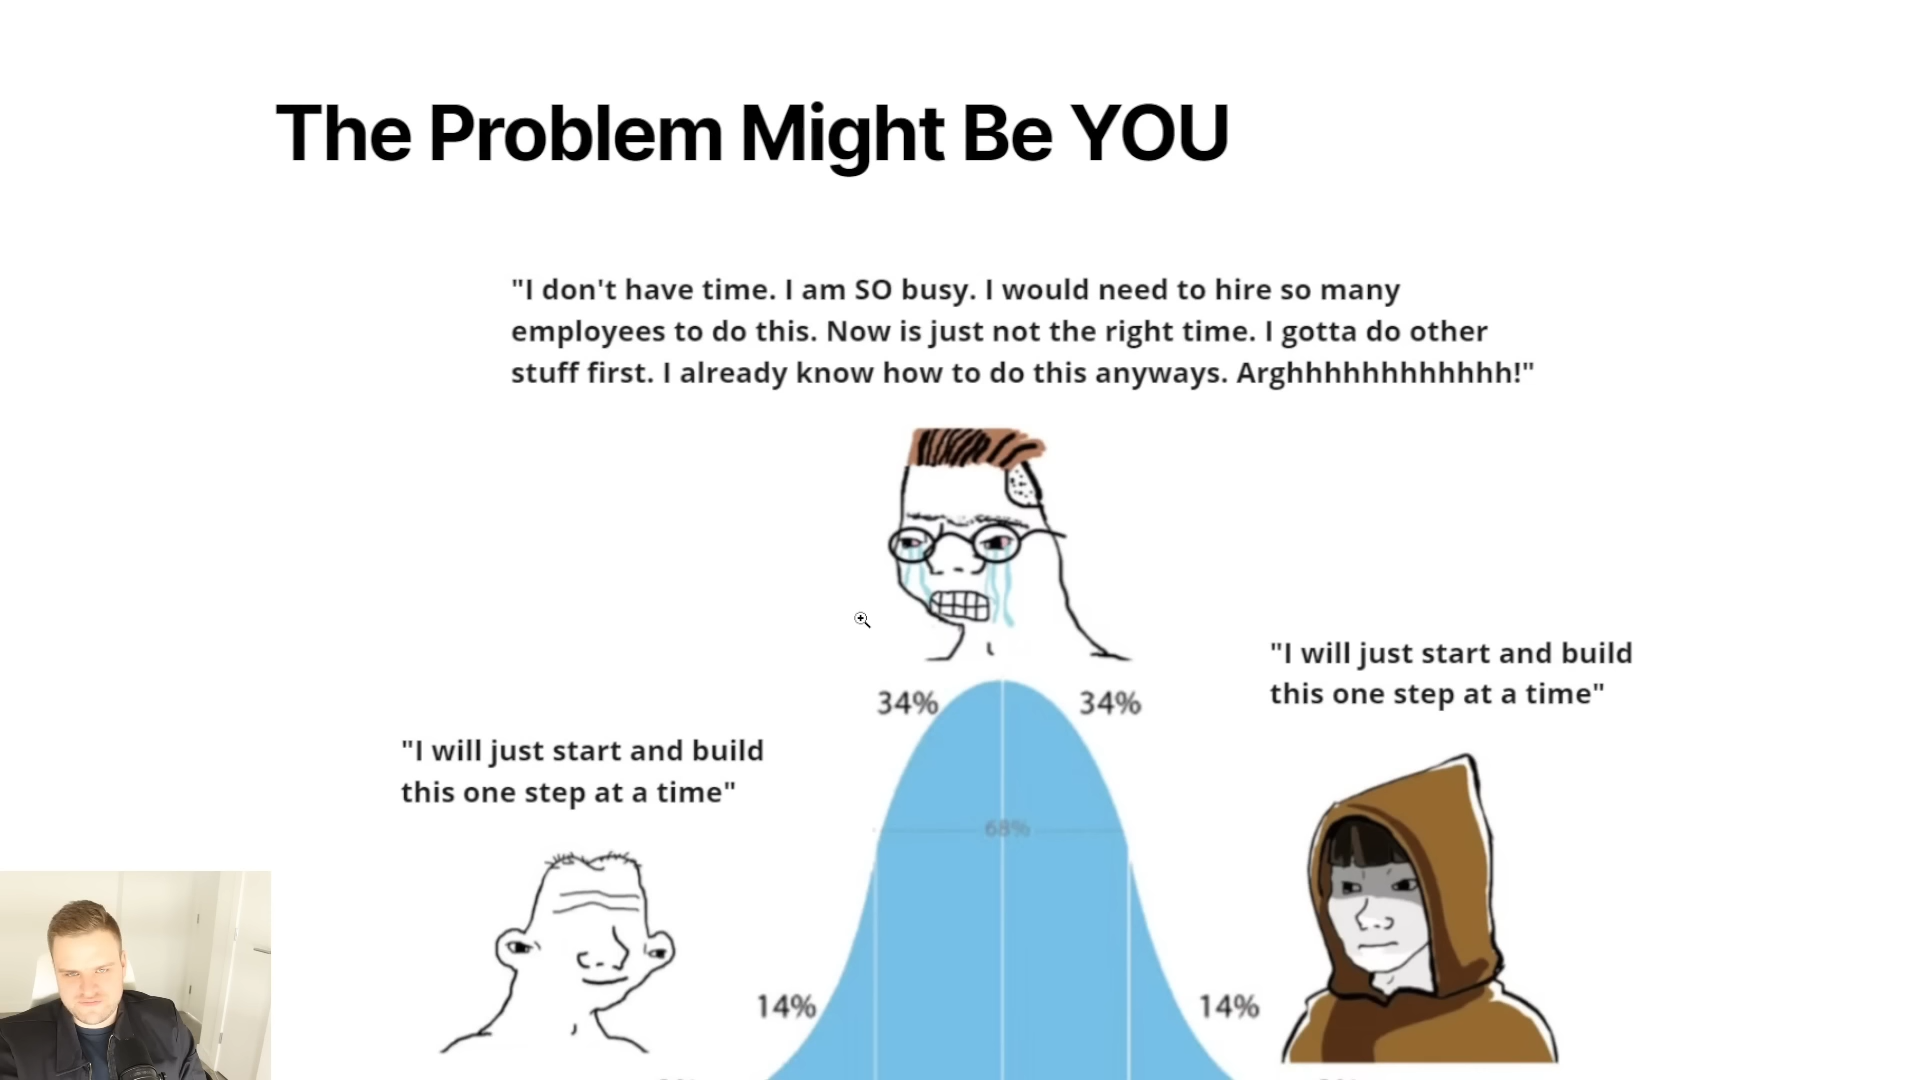 The Problem Might Be YOU
"I don't have time. I am SO busy. I would need to hire so many
employees to do this. Now is just not the right time. I gotta do other
stuff first. I already know how to do this anyways. Arghhhhhhhhhhhhh!"
"I will just start and build
this one step at a time"
34%
34%
"I will just start and build
this one step at a time"
68%
14%
14%